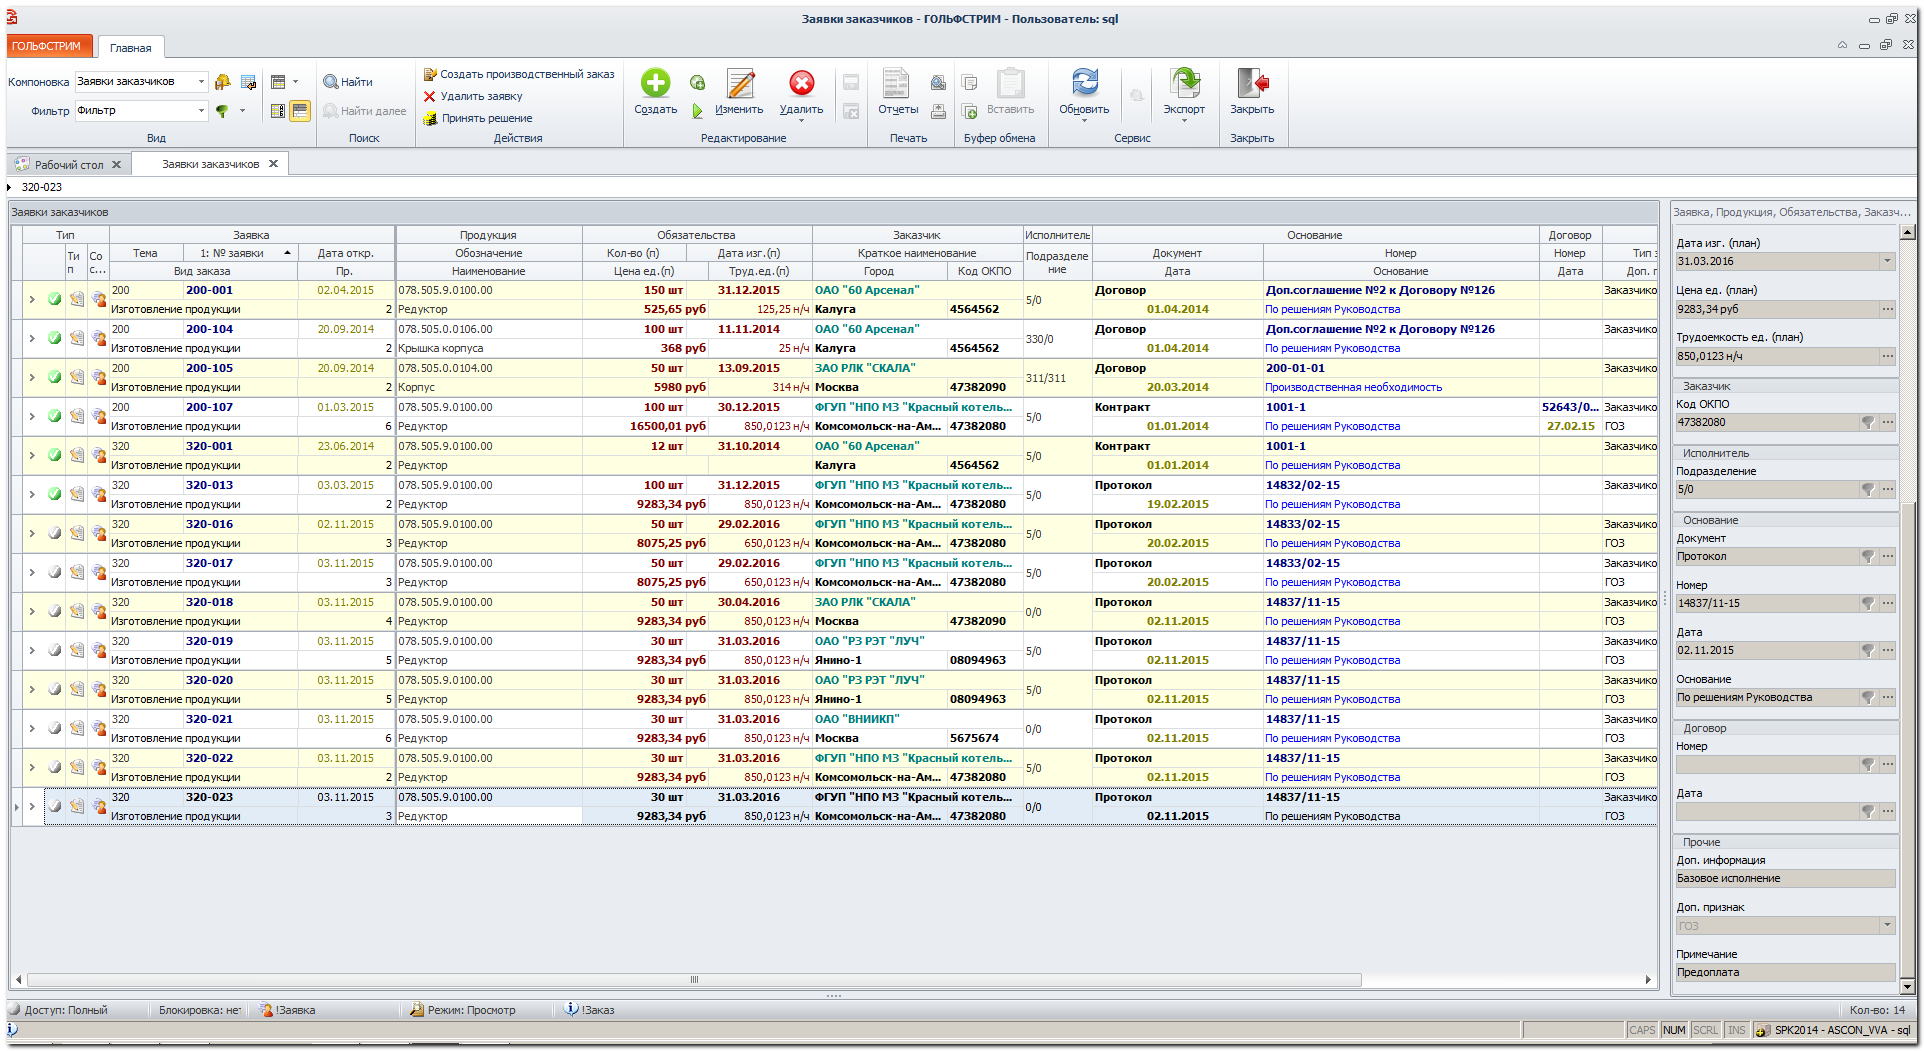 Заявки заказчиков - ГОЛЬФСТРИМ - Пользователь: sql
ГОЛЬФСТРИМ Главная
Компоновка Заявки заказчиков
Фильтр Фильтр
Вид
Найти
Найти далее
Поиск
Создать производственный заказ
Удалить заявку
Принять решение
Действия
Создать Изменить Удалить
Редактирование
Отчеты
Печать
Вставить
Буфер обмена
Обновить
Сервис
Экспорт
Закрыть
Закрыть
Рабочий стол Заявки заказчиков
320-023
Заявки заказчиков
Тип Заявка Продукция Обязательства Заказчик Исполнитель Основание Договор
Ти п Со с... Тема 1: № заявки Дата откр. Обозначение Кол-во (п) Дата изг.(п) Краткое наименование Подразделе ние Документ Номер Номер Тип з
Вид заказа Пр. Наименование Цена ед.(п) Труд.ед.(п) Город Код ОКПО Дата Основание Дата Доп. г
200 200-001 02.04.2015 078.505.9.0100.00 150 шт 31.12.2015 ОАО "60 Арсенал" 5/0 Договор Доп.соглашение №2 к Договору №126 Заказчико
Изготовление продукции 2 Редуктор 525,65 руб 125,25 н/ч Калуга 4564562 01.04.2014 По решениям Руководства
200 200-104 20.09.2014 078.505.0.0106.00 100 шт 11.11.2014 ОАО "60 Арсенал" 330/0 Договор Доп.соглашение №2 к Договору №126 Заказчико
Изготовление продукции 2 Крышка корпуса 368 руб 25 н/ч Калуга 4564562 01.04.2014 По решениям Руководства
200 200-105 20.09.2014 078.505.0.0104.00 50 шт 13.09.2015 ЗАО РЛК "СКАЛА" 311/311 Договор 200-01-01 Заказчико
Изготовление продукции 2 Корпус 5980 руб 314 н/ч Москва 47382090 20.03.2014 Производственная необходимость
200 200-107 01.03.2015 078.505.9.0100.00 100 шт 30.12.2015 ФГУП "НПО МЗ "Красный котель... 5/0 Контракт 1001-1 52643/0... Заказчико
Изготовление продукции 6 Редуктор 16500,01 руб 850,0123 н/ч Комсомольск-на-Ам... 47382080 01.01.2014 По решениям Руководства 27.02.15 ГОЗ
320 320-001 23.06.2014 078.505.9.0100.00 12 шт 31.10.2014 ОАО "60 Арсенал" 5/0 Контракт 1001-1 Заказчико
Изготовление продукции 2 Редуктор Калуга 4564562 01.01.2014 По решениям Руководства
320 320-013 03.03.2015 078.505.9.0100.00 100 шт 31.12.2015 ФГУП "НПО МЗ "Красный котель... 5/0 Протокол 14832/02-15 Заказчико
Изготовление продукции 2 Редуктор 9283,34 руб 850,0123 н/ч Комсомольск-на-Ам... 47382080 19.02.2015 По решениям Руководства
320 320-016 02.11.2015 078.505.9.0100.00 50 шт 29.02.2016 ФГУП "НПО МЗ "Красный котель... 5/0 Протокол 14833/02-15 Заказчико
Изготовление продукции 3 Редуктор 8075,25 руб 650,0123 н/ч Комсомольск-на-Ам... 47382080 20.02.2015 По решениям Руководства ГОЗ
320 320-017 03.11.2015 078.505.9.0100.00 50 шт 29.02.2016 ФГУП "НПО МЗ "Красный котель... 5/0 Протокол 14833/02-15 Заказчико
Изготовление продукции 3 Редуктор 8075,25 руб 650,0123 н/ч Комсомольск-на-Ам... 47382080 20.02.2015 По решениям Руководства ГОЗ
320 320-018 03.11.2015 078.505.9.0100.00 50 шт 30.04.2016 ЗАО РЛК "СКАЛА" 0/0 Протокол 14837/11-15 Заказчико
Изготовление продукции 4 Редуктор 9283,34 руб 850,0123 н/ч Москва 47382090 02.11.2015 По решениям Руководства ГОЗ
320 320-019 03.11.2015 078.505.9.0100.00 30 шт 31.03.2016 ОАО "РЗ РЭТ "ЛУЧ" 5/0 Протокол 14837/11-15 Заказчико
Изготовление продукции 5 Редуктор 9283,34 руб 850,0123 н/ч Янино-1 08094963 02.11.2015 По решениям Руководства ГОЗ
320 320-020 03.11.2015 078.505.9.0100.00 30 шт 31.03.2016 ОАО "РЗ РЭТ "ЛУЧ" 5/0 Протокол 14837/11-15 Заказчико
Изготовление продукции 5 Редуктор 9283,34 руб 850,0123 н/ч Янино-1 08094963 02.11.2015 По решениям Руководства ГОЗ
320 320-021 03.11.2015 078.505.9.0100.00 30 шт 31.03.2016 ОАО "ВНИИКП" 0/0 Протокол 14837/11-15 Заказчико
Изготовление продукции 6 Редуктор 9283,34 руб 850,0123 н/ч Москва 5675674 02.11.2015 По решениям Руководства ГОЗ
320 320-022 03.11.2015 078.505.9.0100.00 30 шт 31.03.2016 ФГУП "НПО МЗ "Красный котель... 5/0 Протокол 14837/11-15 Заказчико
Изготовление продукции 2 Редуктор 9283,34 руб 850,0123 н/ч Комсомольск-на-Ам... 47382080 02.11.2015 По решениям Руководства ГОЗ
320 320-023 03.11.2015 078.505.9.0100.00 30 шт 31.03.2016 ФГУП "НПО МЗ "Красный котель... 0/0 Протокол 14837/11-15 Заказчико
Изготовление продукции 3 Редуктор 9283,34 руб 850,0123 н/ч Комсомольск-на-Ам... 47382080 02.11.2015 По решениям Руководства ГОЗ
Заявка, Продукция, Обязательства, Заказч...
Дата изг. (план)
31.03.2016
Цена ед. (план)
9283,34 руб
Трудоемкость ед. (план)
850,0123 н/ч
Заказчик
Код ОКПО
47382080
Исполнитель
Подразделение
5/0
Основание
Документ
Протокол
Номер
14837/11-15
Дата
02.11.2015
Основание
По решениям Руководства
Договор
Номер
Дата
Прочие
Доп. информация
Базовое исполнение
Доп. признак
ГОЗ
Примечание
Предоплата
Доступ: Полный Блокировка: нет !Заявка Режим: Просмотр !Заказ Кол-во: 14
CAPS NUM SCRL INS SPK2014 - ASCON_VVA - sql